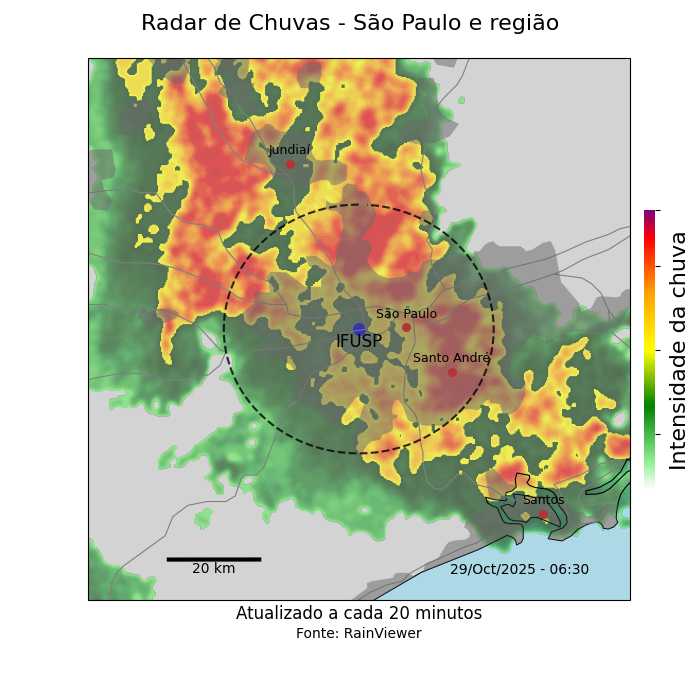 Radar de Chuvas - São Paulo e região
Jundiaí
São Paulo
IFUSP
Santo André
Santos
20 km
29/Oct/2025 - 06:30
Intensidade da chuva
Atualizado a cada 20 minutos
Fonte: RainViewer